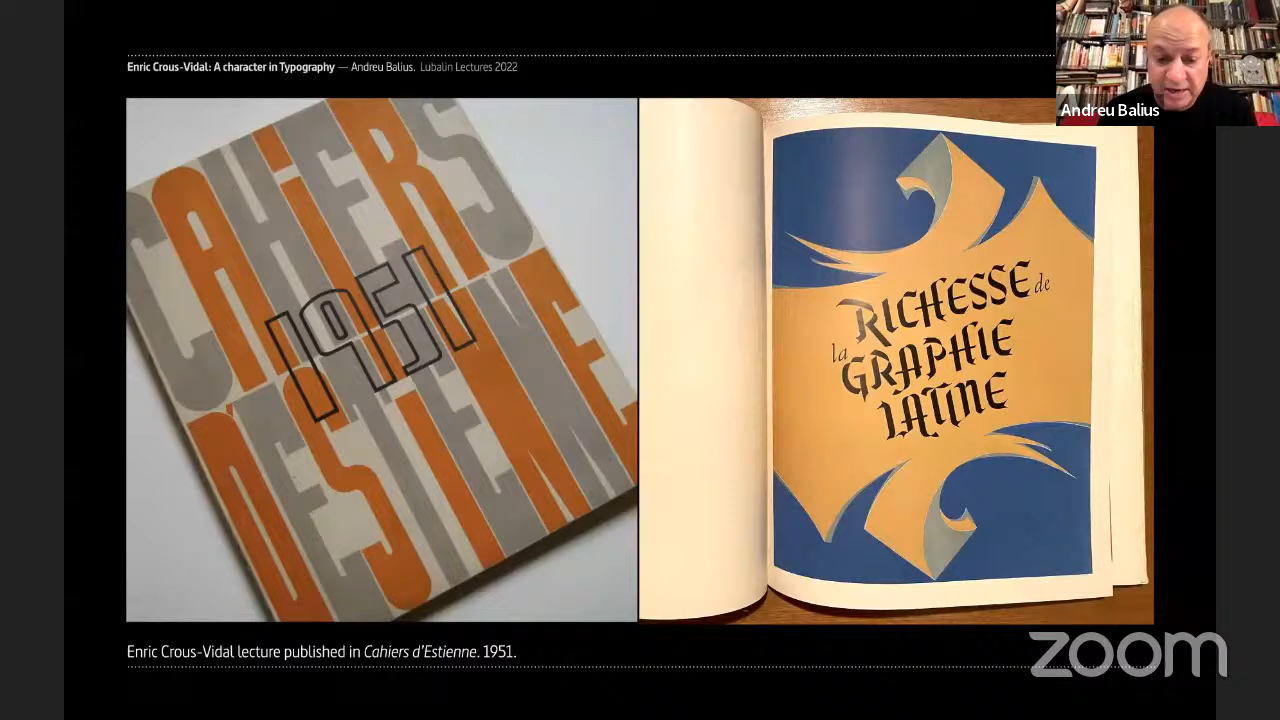 Enric Crous-Vidal: A character in Typography — Andreu Balius. Lubalin Lectures 2022
Andreu Balius
CAHiERS
1951
D'ESTiENNE
RICHESSE de
la GRAPHIE
LATINE
Enric Crous-Vidal lecture published in Cahiers d'Estienne. 1951.
zoom